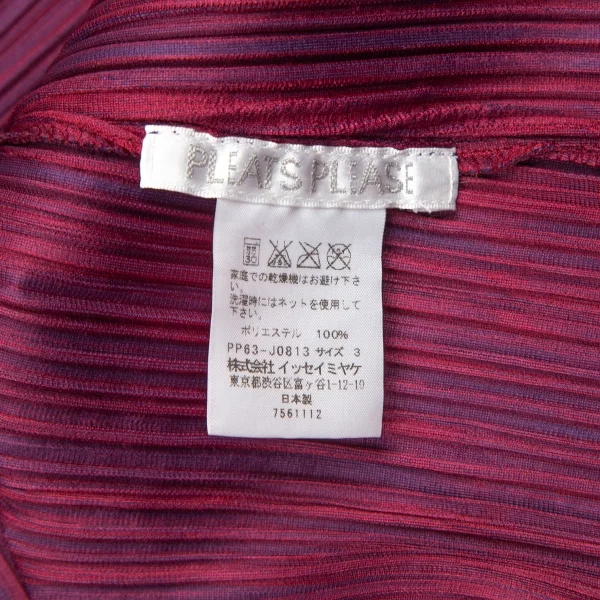 PLEATS PLEASE
家庭での乾燥機はお避け下さ
い。
洗濯時にはネットを使用して
下さい。
ポリエステル 100%
PP63-J0813 サイズ 3
株式会社 イッセイミヤケ
東京都渋谷区富ヶ谷1-12-10
日本製
7561112